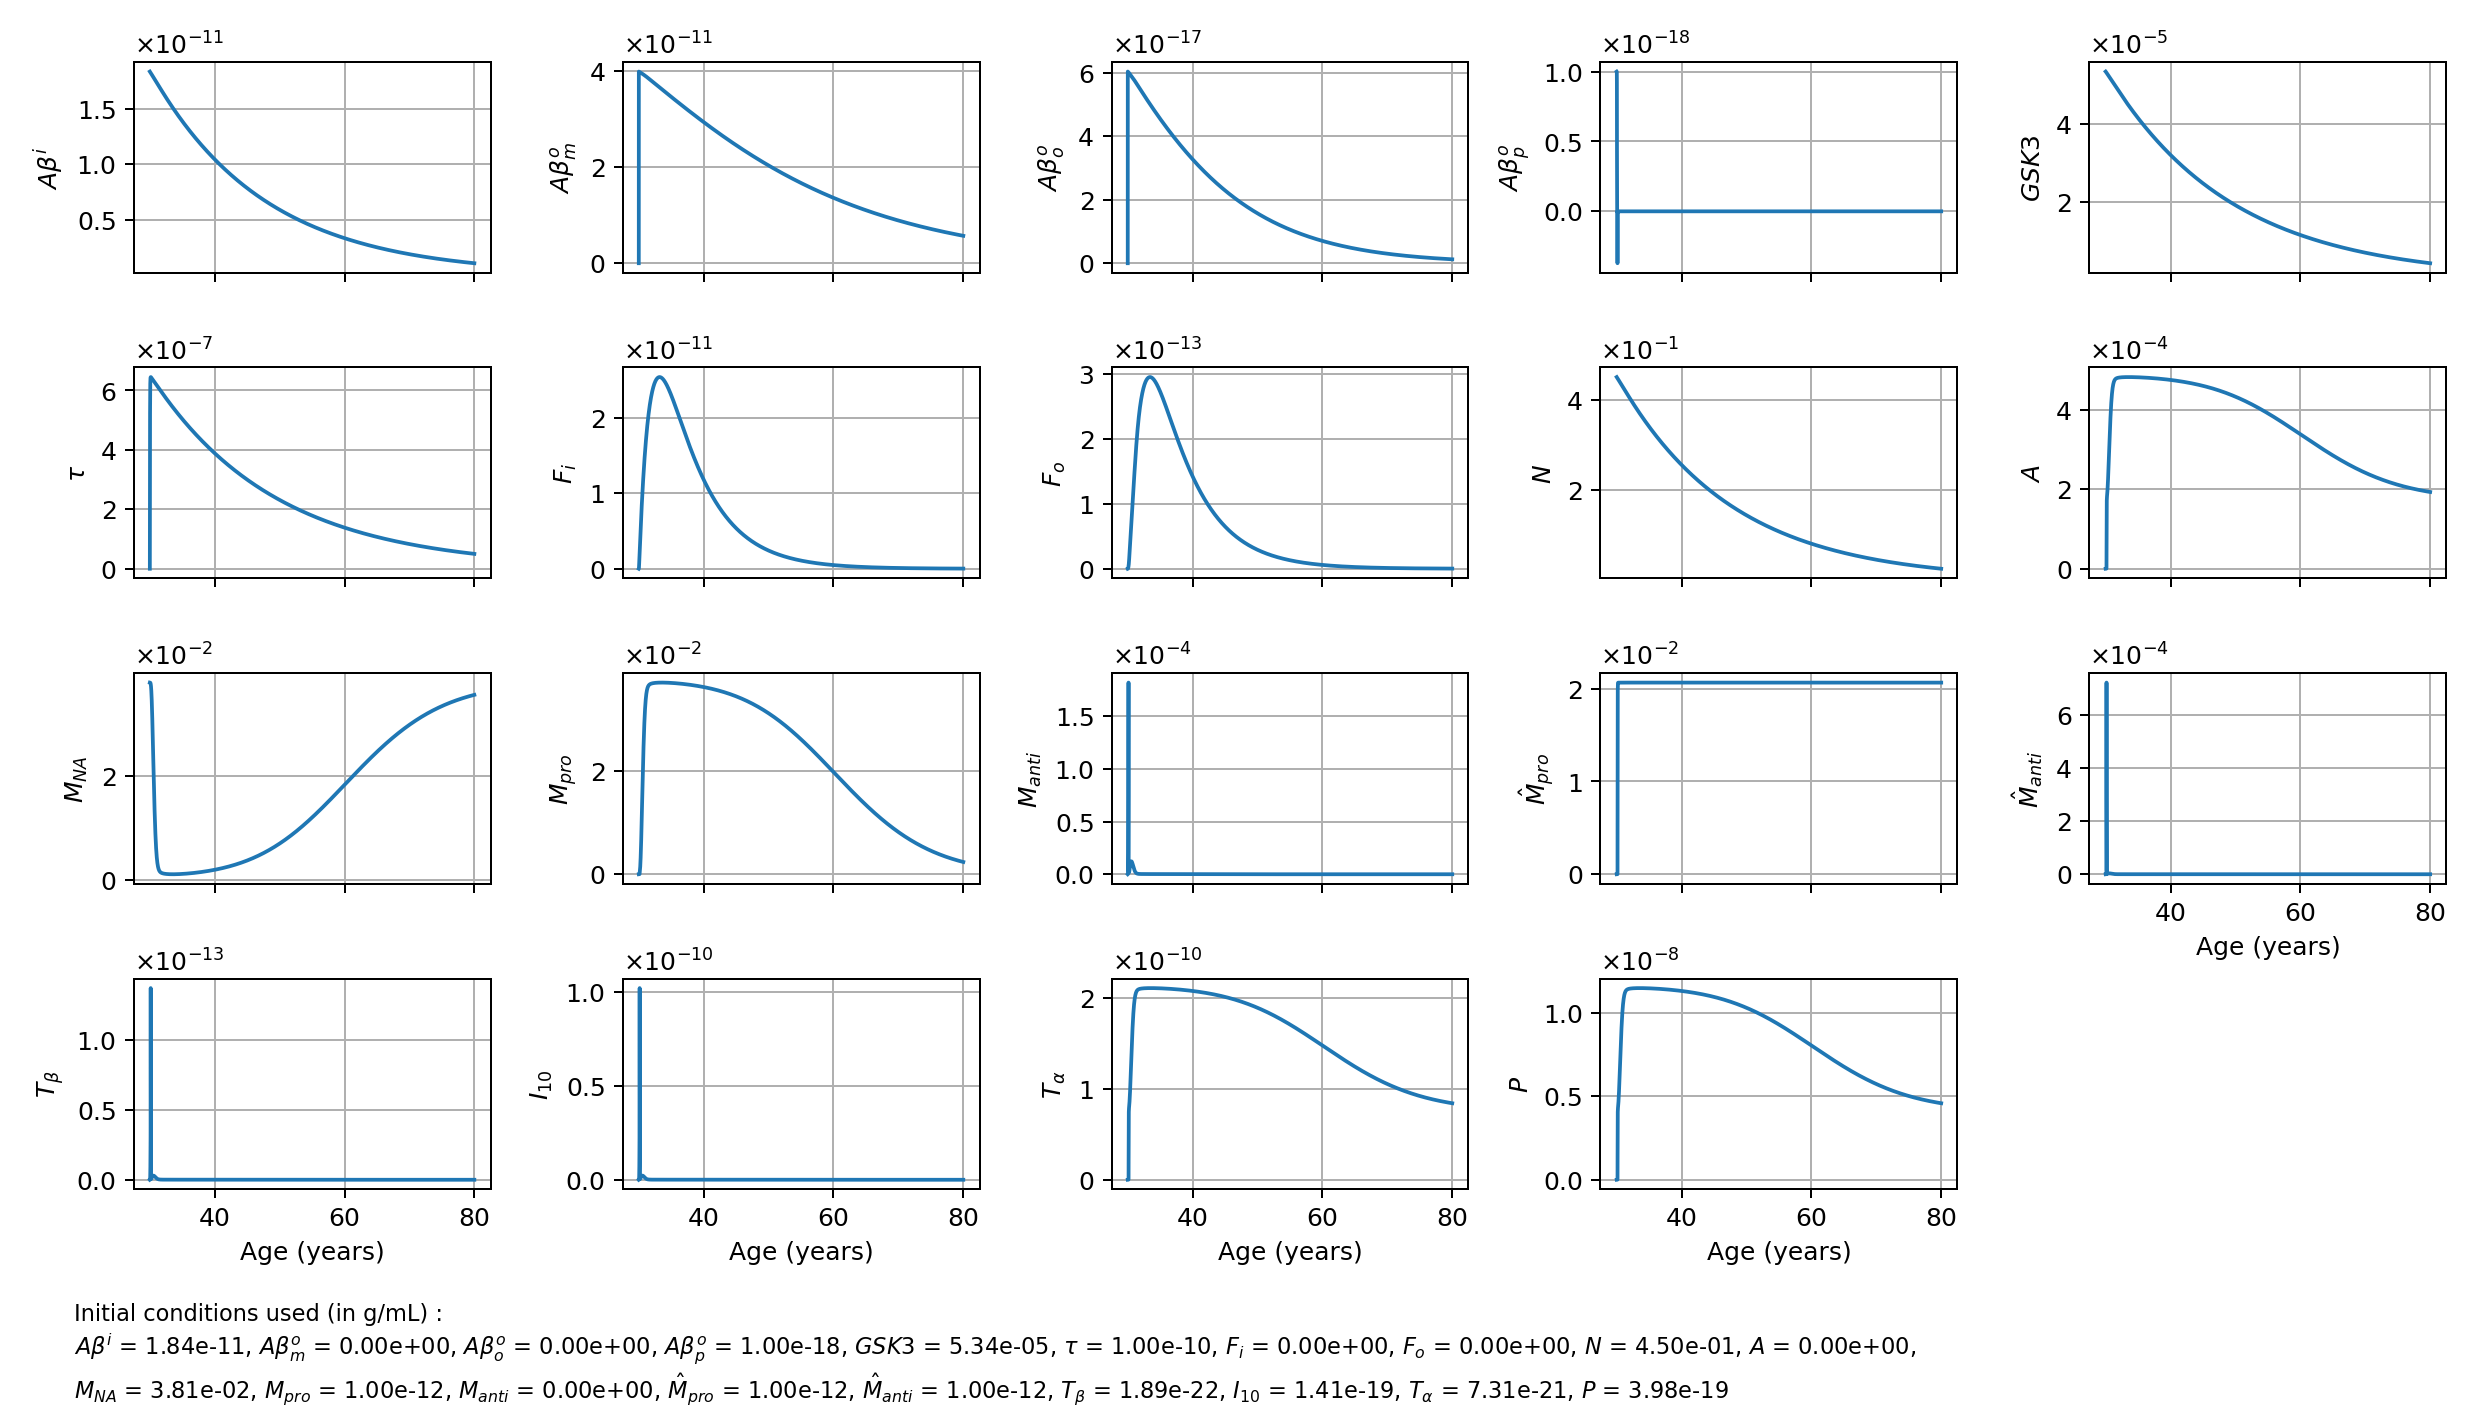 ×10⁻¹¹ ×10⁻¹¹ ×10⁻¹⁷ ×10⁻¹⁸ ×10⁻⁵
Aβⁱ 1.5 1.0 0.5
Aβₘᵒ 4 2 0
Aβₒᵒ 6 4 2 0
Aβₚᵒ 1.0 0.5 0.0
GSK3 4 2
×10⁻⁷ ×10⁻¹¹ ×10⁻¹³ ×10⁻¹ ×10⁻⁴
τ 6 4 2 0
Fᵢ 2 1 0
Fₒ 3 2 1 0
N 4 2
A 4 2 0
×10⁻² ×10⁻² ×10⁻⁴ ×10⁻² ×10⁻⁴
M_NA 2 0
M_pro 2 0
M_anti 1.5 1.0 0.5 0.0
M̂_pro 2 1 0
M̂_anti 6 4 2 0
40 60 80
Age (years)
×10⁻¹³ ×10⁻¹⁰ ×10⁻¹⁰ ×10⁻⁸
T_β 1.0 0.5 0.0
I₁₀ 1.0 0.5 0.0
T_α 2 1 0
P 1.0 0.5 0.0
40 60 80 40 60 80 40 60 80 40 60 80
Age (years) Age (years) Age (years) Age (years)
Initial conditions used (in g/mL) :
Aβⁱ = 1.84e-11, Aβₘᵒ = 0.00e+00, Aβₒᵒ = 0.00e+00, Aβₚᵒ = 1.00e-18, GSK3 = 5.34e-05, τ = 1.00e-10, Fᵢ = 0.00e+00, Fₒ = 0.00e+00, N = 4.50e-01, A = 0.00e+00,
M_NA = 3.81e-02, M_pro = 1.00e-12, M_anti = 0.00e+00, M̂_pro = 1.00e-12, M̂_anti = 1.00e-12, T_β = 1.89e-22, I₁₀ = 1.41e-19, T_α = 7.31e-21, P = 3.98e-19